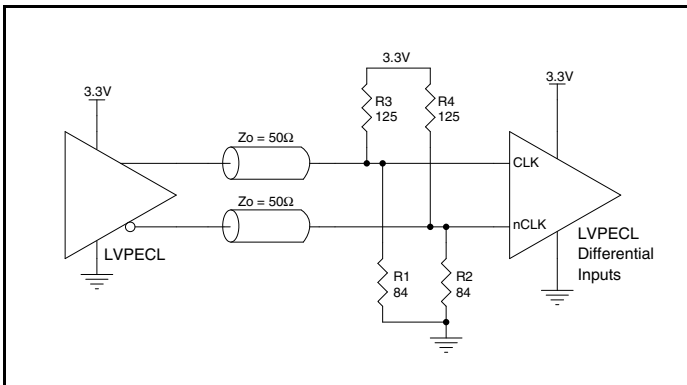 3.3V
3.3V
3.3V
R3
125
R4
125
Zo = 50Ω
CLK
Zo = 50Ω
nCLK
LVPECL
LVPECL
Differential
Inputs
R1
84
R2
84